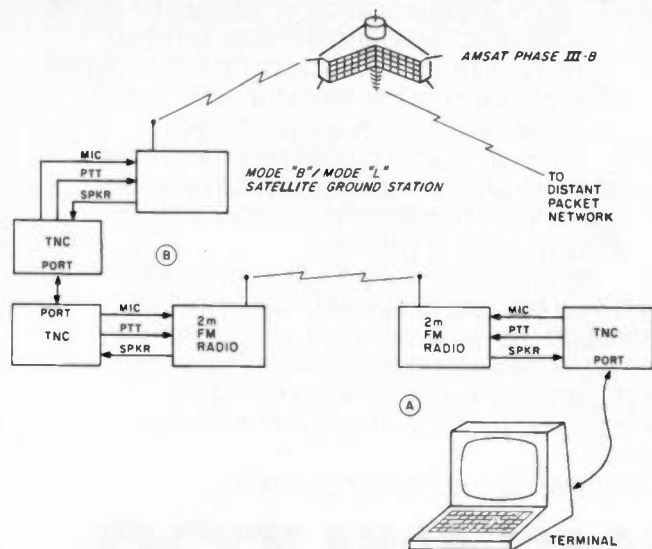 AMSAT PHASE III-B
MIC
PTT
SPKR
MODE "B"/MODE "L"
SATELLITE GROUND STATION
TO
DISTANT
PACKET
NETWORK
TNC
PORT
B
PORT
TNC
MIC
PTT
SPKR
2m
FM
RADIO
2m
FM
RADIO
MIC
PTT
SPKR
TNC
PORT
A
TERMINAL